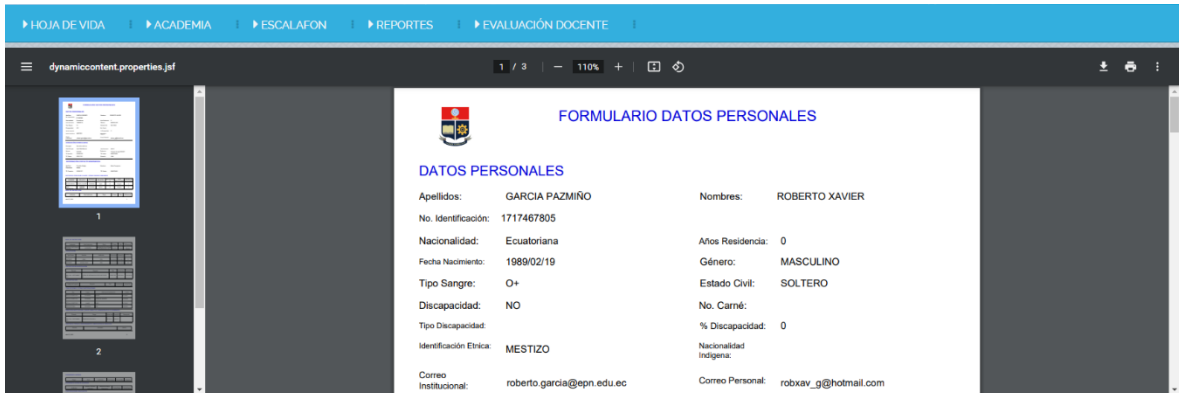 HOJA DE VIDA ACADEMIA ESCALAFON REPORTES EVALUACIÓN DOCENTE
dynamiccontent.properties.jsf 1 / 3 110%
1
2
FORMULARIO DATOS PERSONALES
DATOS PERSONALES
Apellidos: GARCIA PAZMIÑO Nombres: ROBERTO XAVIER
No. Identificación: 1717467805
Nacionalidad: Ecuatoriana Años Residencia: 0
Fecha Nacimiento: 1989/02/19 Género: MASCULINO
Tipo Sangre: O+ Estado Civil: SOLTERO
Discapacidad: NO No. Carné:
Tipo Discapacidad: % Discapacidad: 0
Identificación Etnica: MESTIZO Nacionalidad
Indigena:
Correo
Institucional: roberto.garcia@epn.edu.ec Correo Personal: robxav_g@hotmail.com